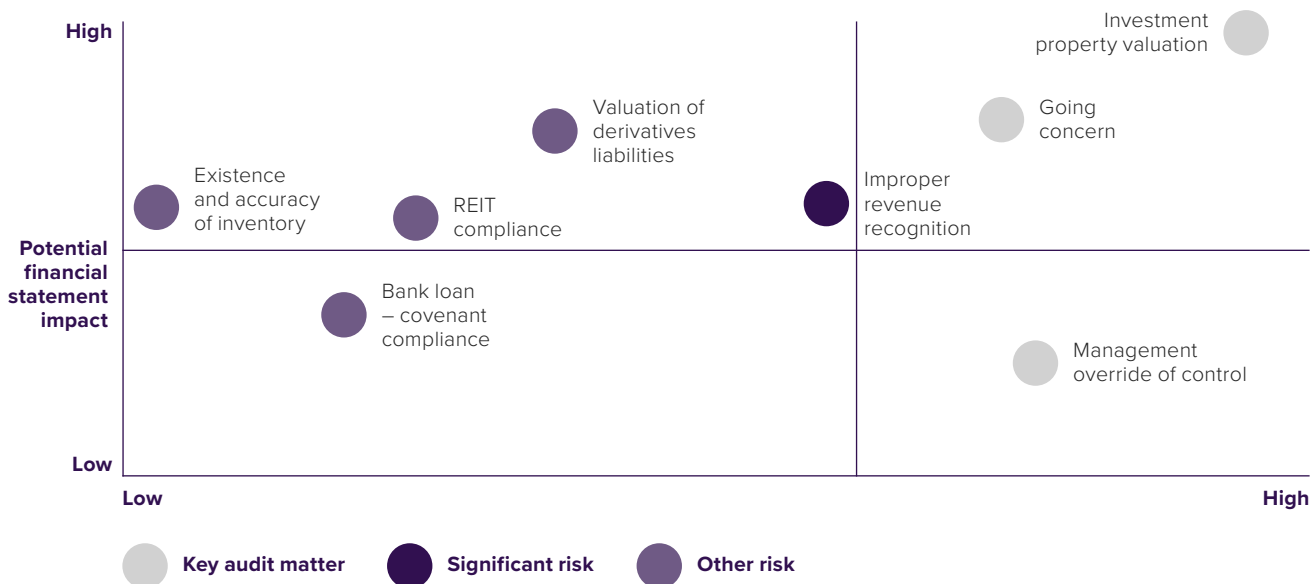 High
Investment
property valuation
Valuation of
derivatives
liabilities
Going
concern
Existence
and accuracy
of inventory
REIT
compliance
Improper
revenue
recognition
Potential
financial
statement
impact
Bank loan
– covenant
compliance
Management
override of control
Low
Low
High
Key audit matter
Significant risk
Other risk